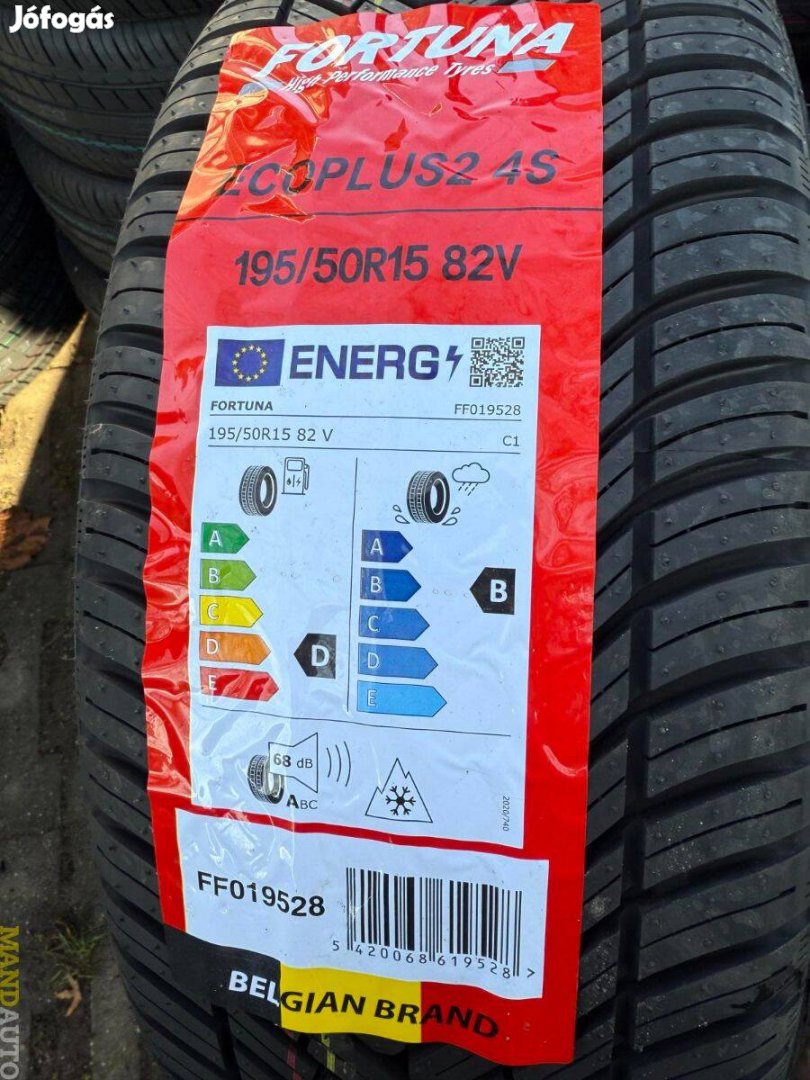 Jófogás
FORTUNA
High Performance Tyres
ECOPLUS2 4S
195/50R15 82V
ENERG
FORTUNA FF019528
195/50R15 82 V C1
A
B
C
D
E
D
A
B
C
D
E
B
68 dB
ABC
2020/740
FF019528
5 420068 619528 >
BELGIAN BRAND
MANDAUTO